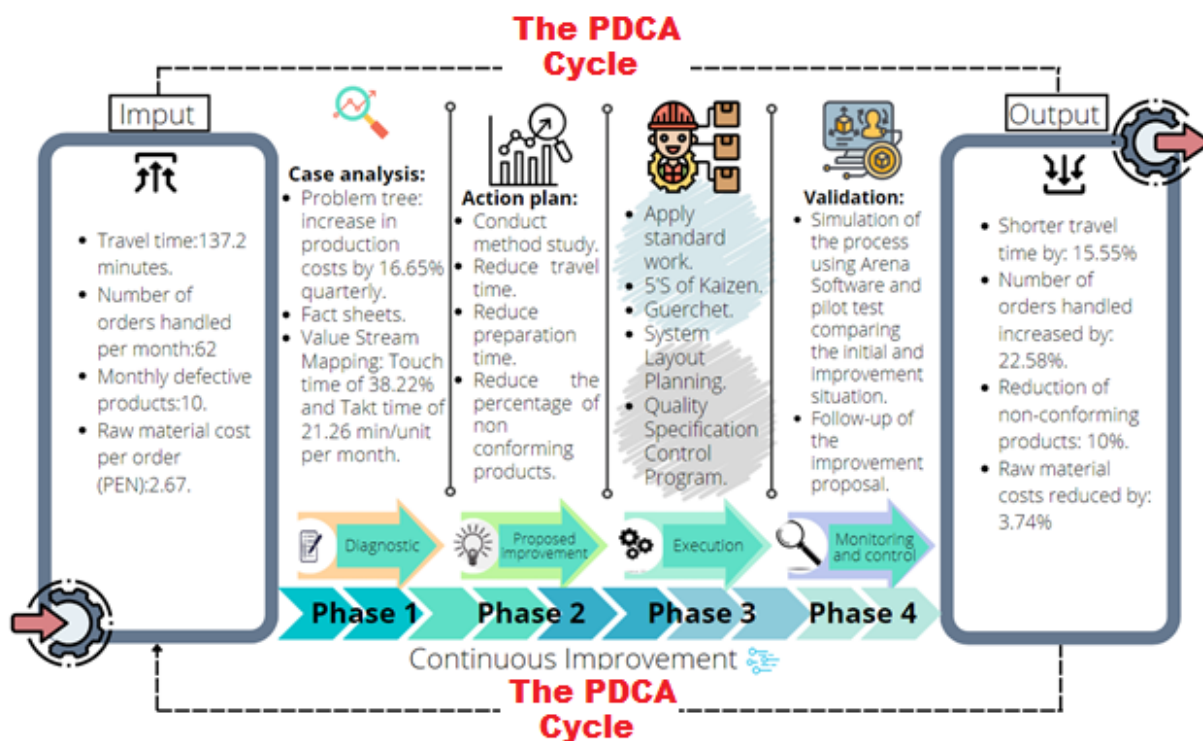 The PDCA
Cycle
Imput
Travel time:137.2
minutes.
Number of
orders handled
per month:62
Monthly defective
products:10.
Raw material cost
per order
(PEN):2.67.
Case analysis:
Problem tree:
increase in
production
costs by 16.65%
quarterly.
Fact sheets.
Value Stream
Mapping: Touch
time of 38.22%
and Takt time of
21.26 min/unit
per month.
Action plan:
Conduct
method study.
Reduce travel
time.
Reduce
preparation
time.
Reduce the
percentage of
non
conforming
products.
Apply
standard
work.
5'S of Kaizen.
Guerchet.
System
Layout
Planning.
Quality
Specification
Control
Program.
Validation:
Simulation of
the process
using Arena
Software and
pilot test
comparing
the initial and
improvement
situation.
Follow-up of
the
improvement
proposal.
Output
Shorter travel
time by: 15.55%
Number of
orders handled
increased by:
22.58%.
Reduction of
non-conforming
products: 10%.
Raw material
costs reduced by:
3.74%
Diagnostic
Proposed
Improvement
Execution
Monitoring
and control
Phase 1
Phase 2
Phase 3
Phase 4
Continuous Improvement
The PDCA
Cycle